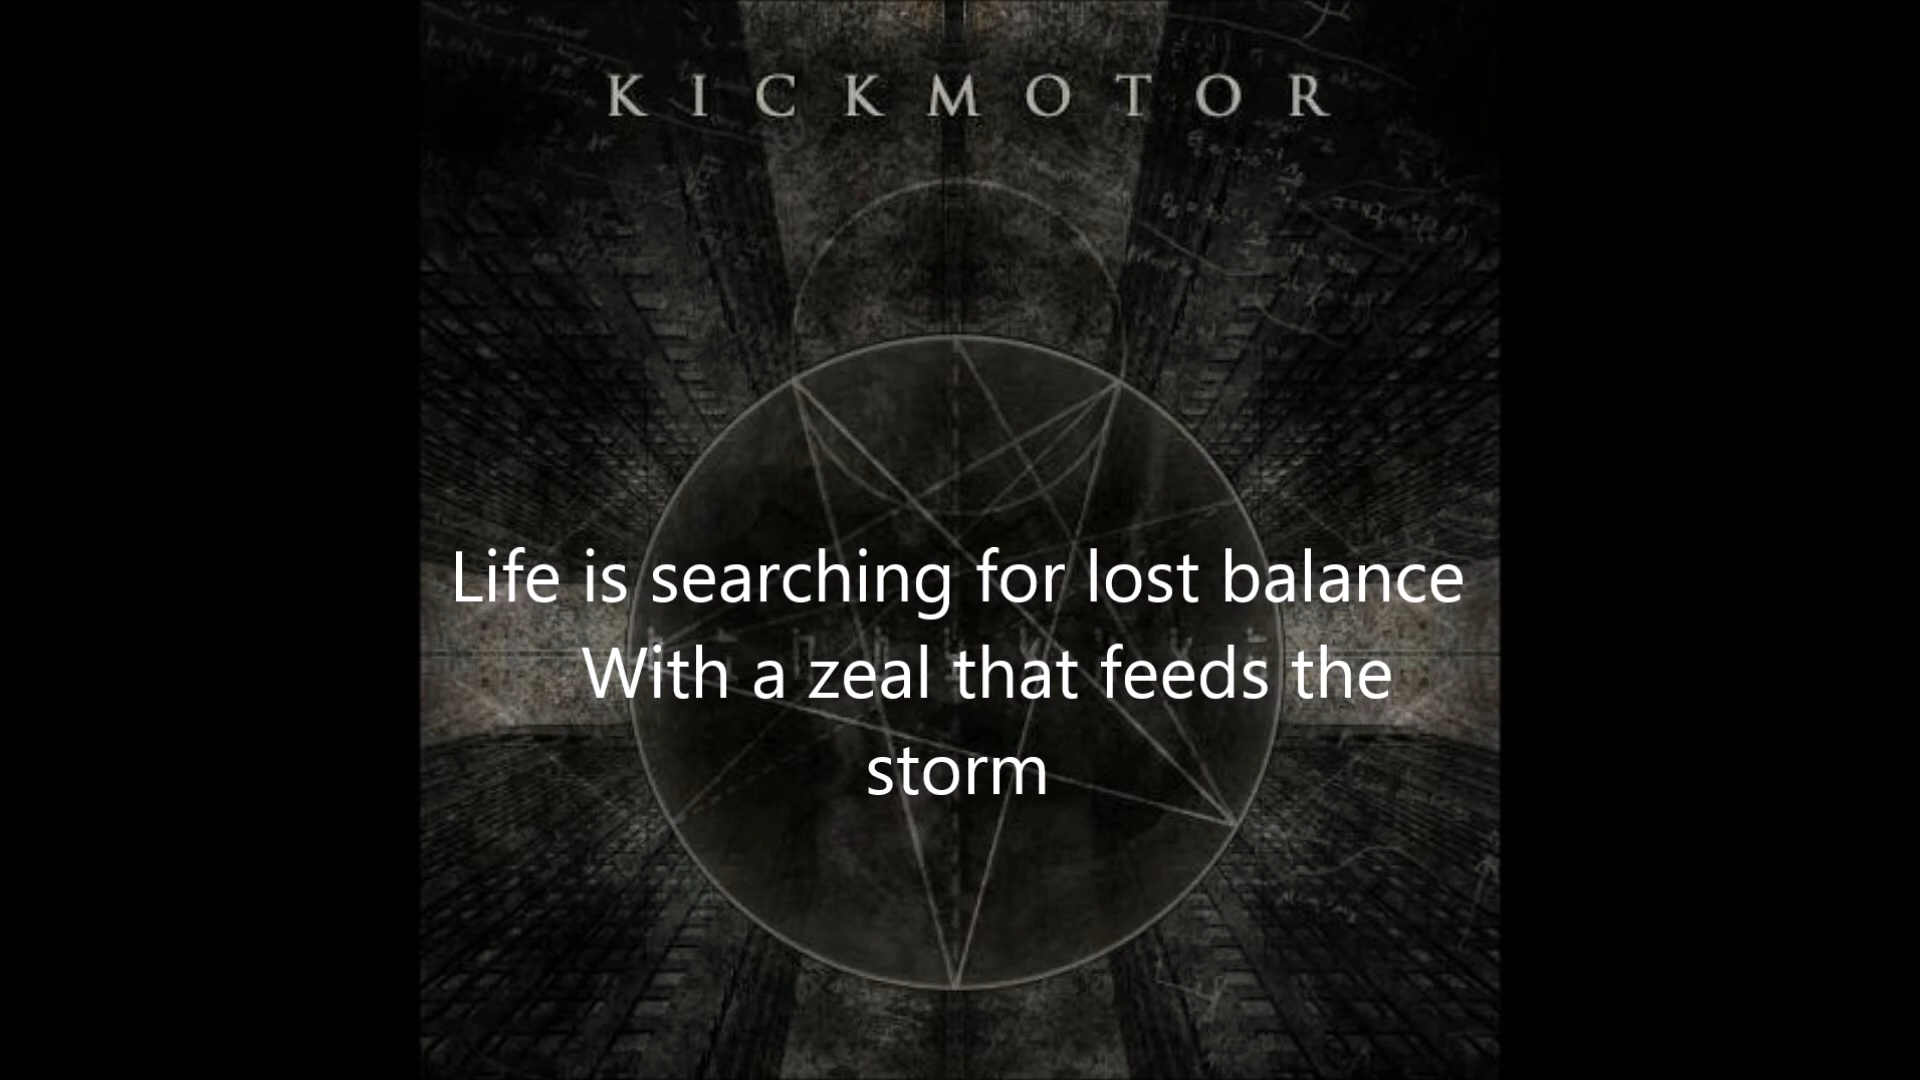 KICKMOTOR
Life is searching for lost balance
With a zeal that feeds the
storm